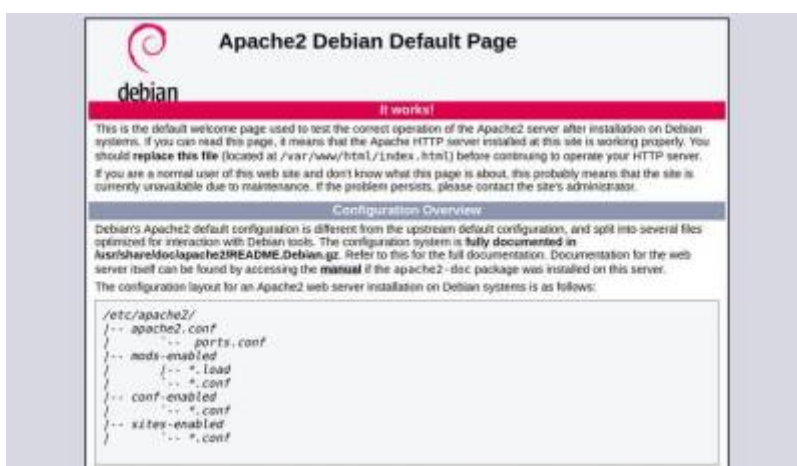 Apache2 Debian Default Page
debian
It works!
This is the default welcome page used to test the correct operation of the Apache2 server after installation on Debian
systems. If you can read this page, it means that the Apache HTTP server installed at this site is working properly. You
should replace this file (located at /var/www/html/index.html) before continuing to operate your HTTP server.
If you are a normal user of this web site and don't know what this page is about, this probably means that the site is
currently unavailable due to maintenance. If the problem persists, please contact the site's administrator.
Configuration Overview
Debian's Apache2 default configuration is different from the upstream default configuration, and split into several files
optimized for interaction with Debian tools. The configuration system is fully documented in
/usr/share/doc/apache2/README.Debian.gz. Refer to this for the full documentation. Documentation for the web
server itself can be found by accessing the manual if the apache2-doc package was installed on this server.
The configuration layout for an Apache2 web server installation on Debian systems is as follows:
/etc/apache2/
|-- apache2.conf
|       `--  ports.conf
|-- mods-enabled
|       |-- *.load
|       `-- *.conf
|-- conf-enabled
|       `-- *.conf
|-- sites-enabled
|       `-- *.conf